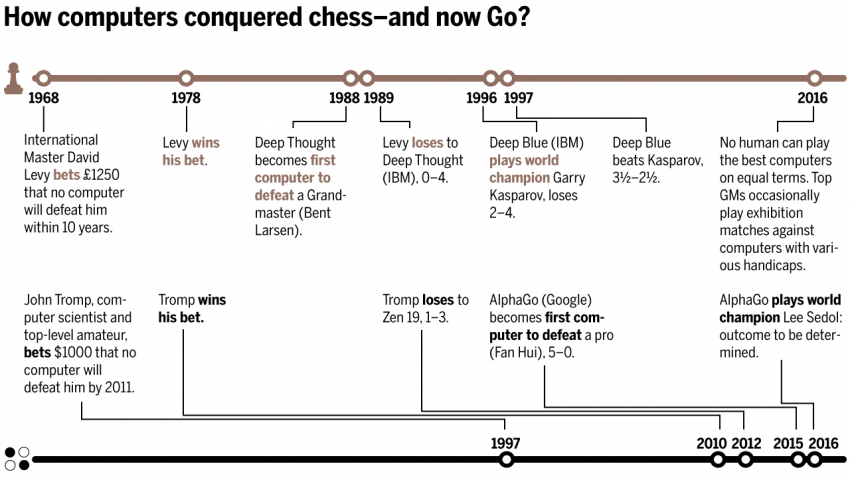 How computers conquered chess–and now Go?
1968
1978
1988 1989
1996 1997
2016
International
Master David
Levy bets £1250
that no computer
will defeat him
within 10 years.
Levy wins
his bet.
Deep Thought
becomes first
computer to
defeat a Grand-
master (Bent
Larsen).
Levy loses to
Deep Thought
(IBM), 0–4.
Deep Blue (IBM)
plays world
champion Garry
Kasparov, loses
2–4.
Deep Blue
beats Kasparov,
3½–2½.
No human can play
the best computers
on equal terms. Top
GMs occasionally
play exhibition
matches against
computers with vari-
ous handicaps.
John Tromp, com-
puter scientist and
top-level amateur,
bets $1000 that no
computer will
defeat him by 2011.
Tromp wins
his bet.
Tromp loses to
Zen 19, 1–3.
AlphaGo (Google)
becomes first com-
puter to defeat a pro
(Fan Hui), 5–0.
AlphaGo plays world
champion Lee Sedol:
outcome to be deter-
mined.
1997
2010 2012
2015 2016